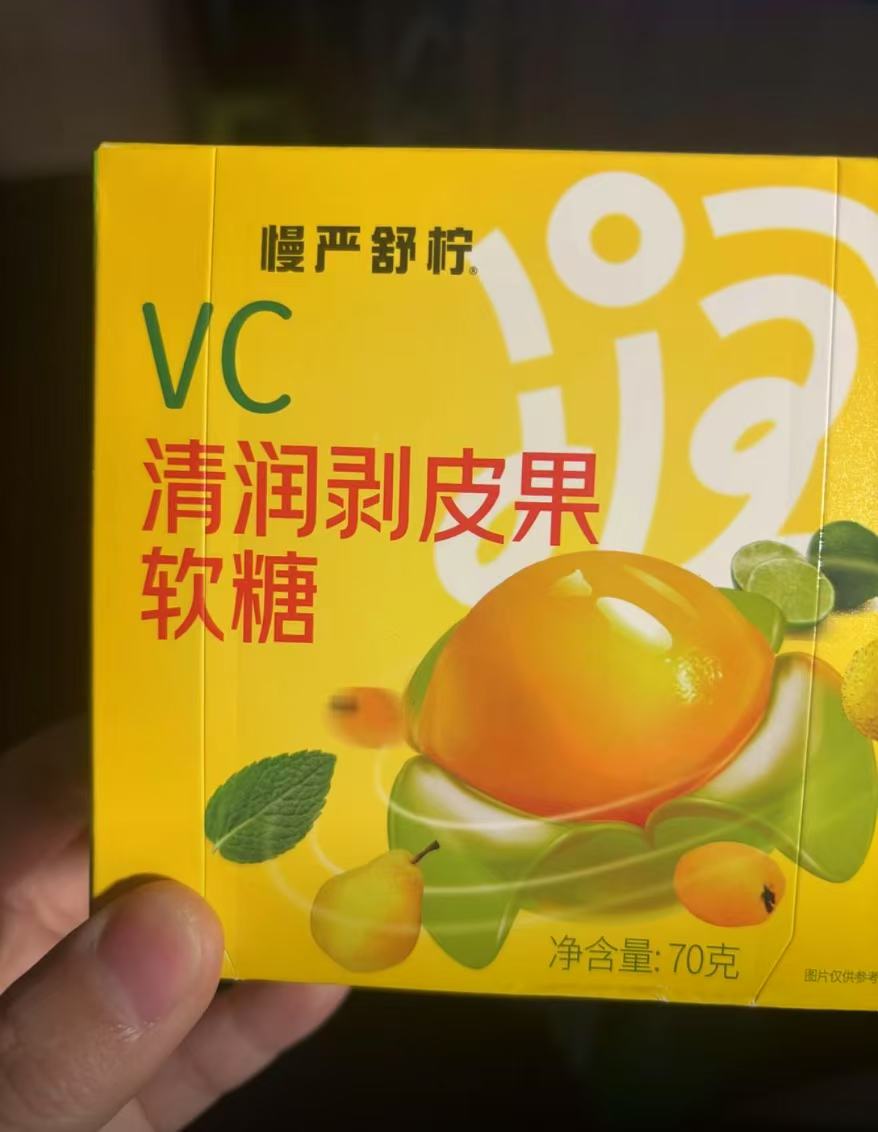 慢严舒柠®
VC
清润剥皮果
软糖
净含量:70克
图片仅供参考